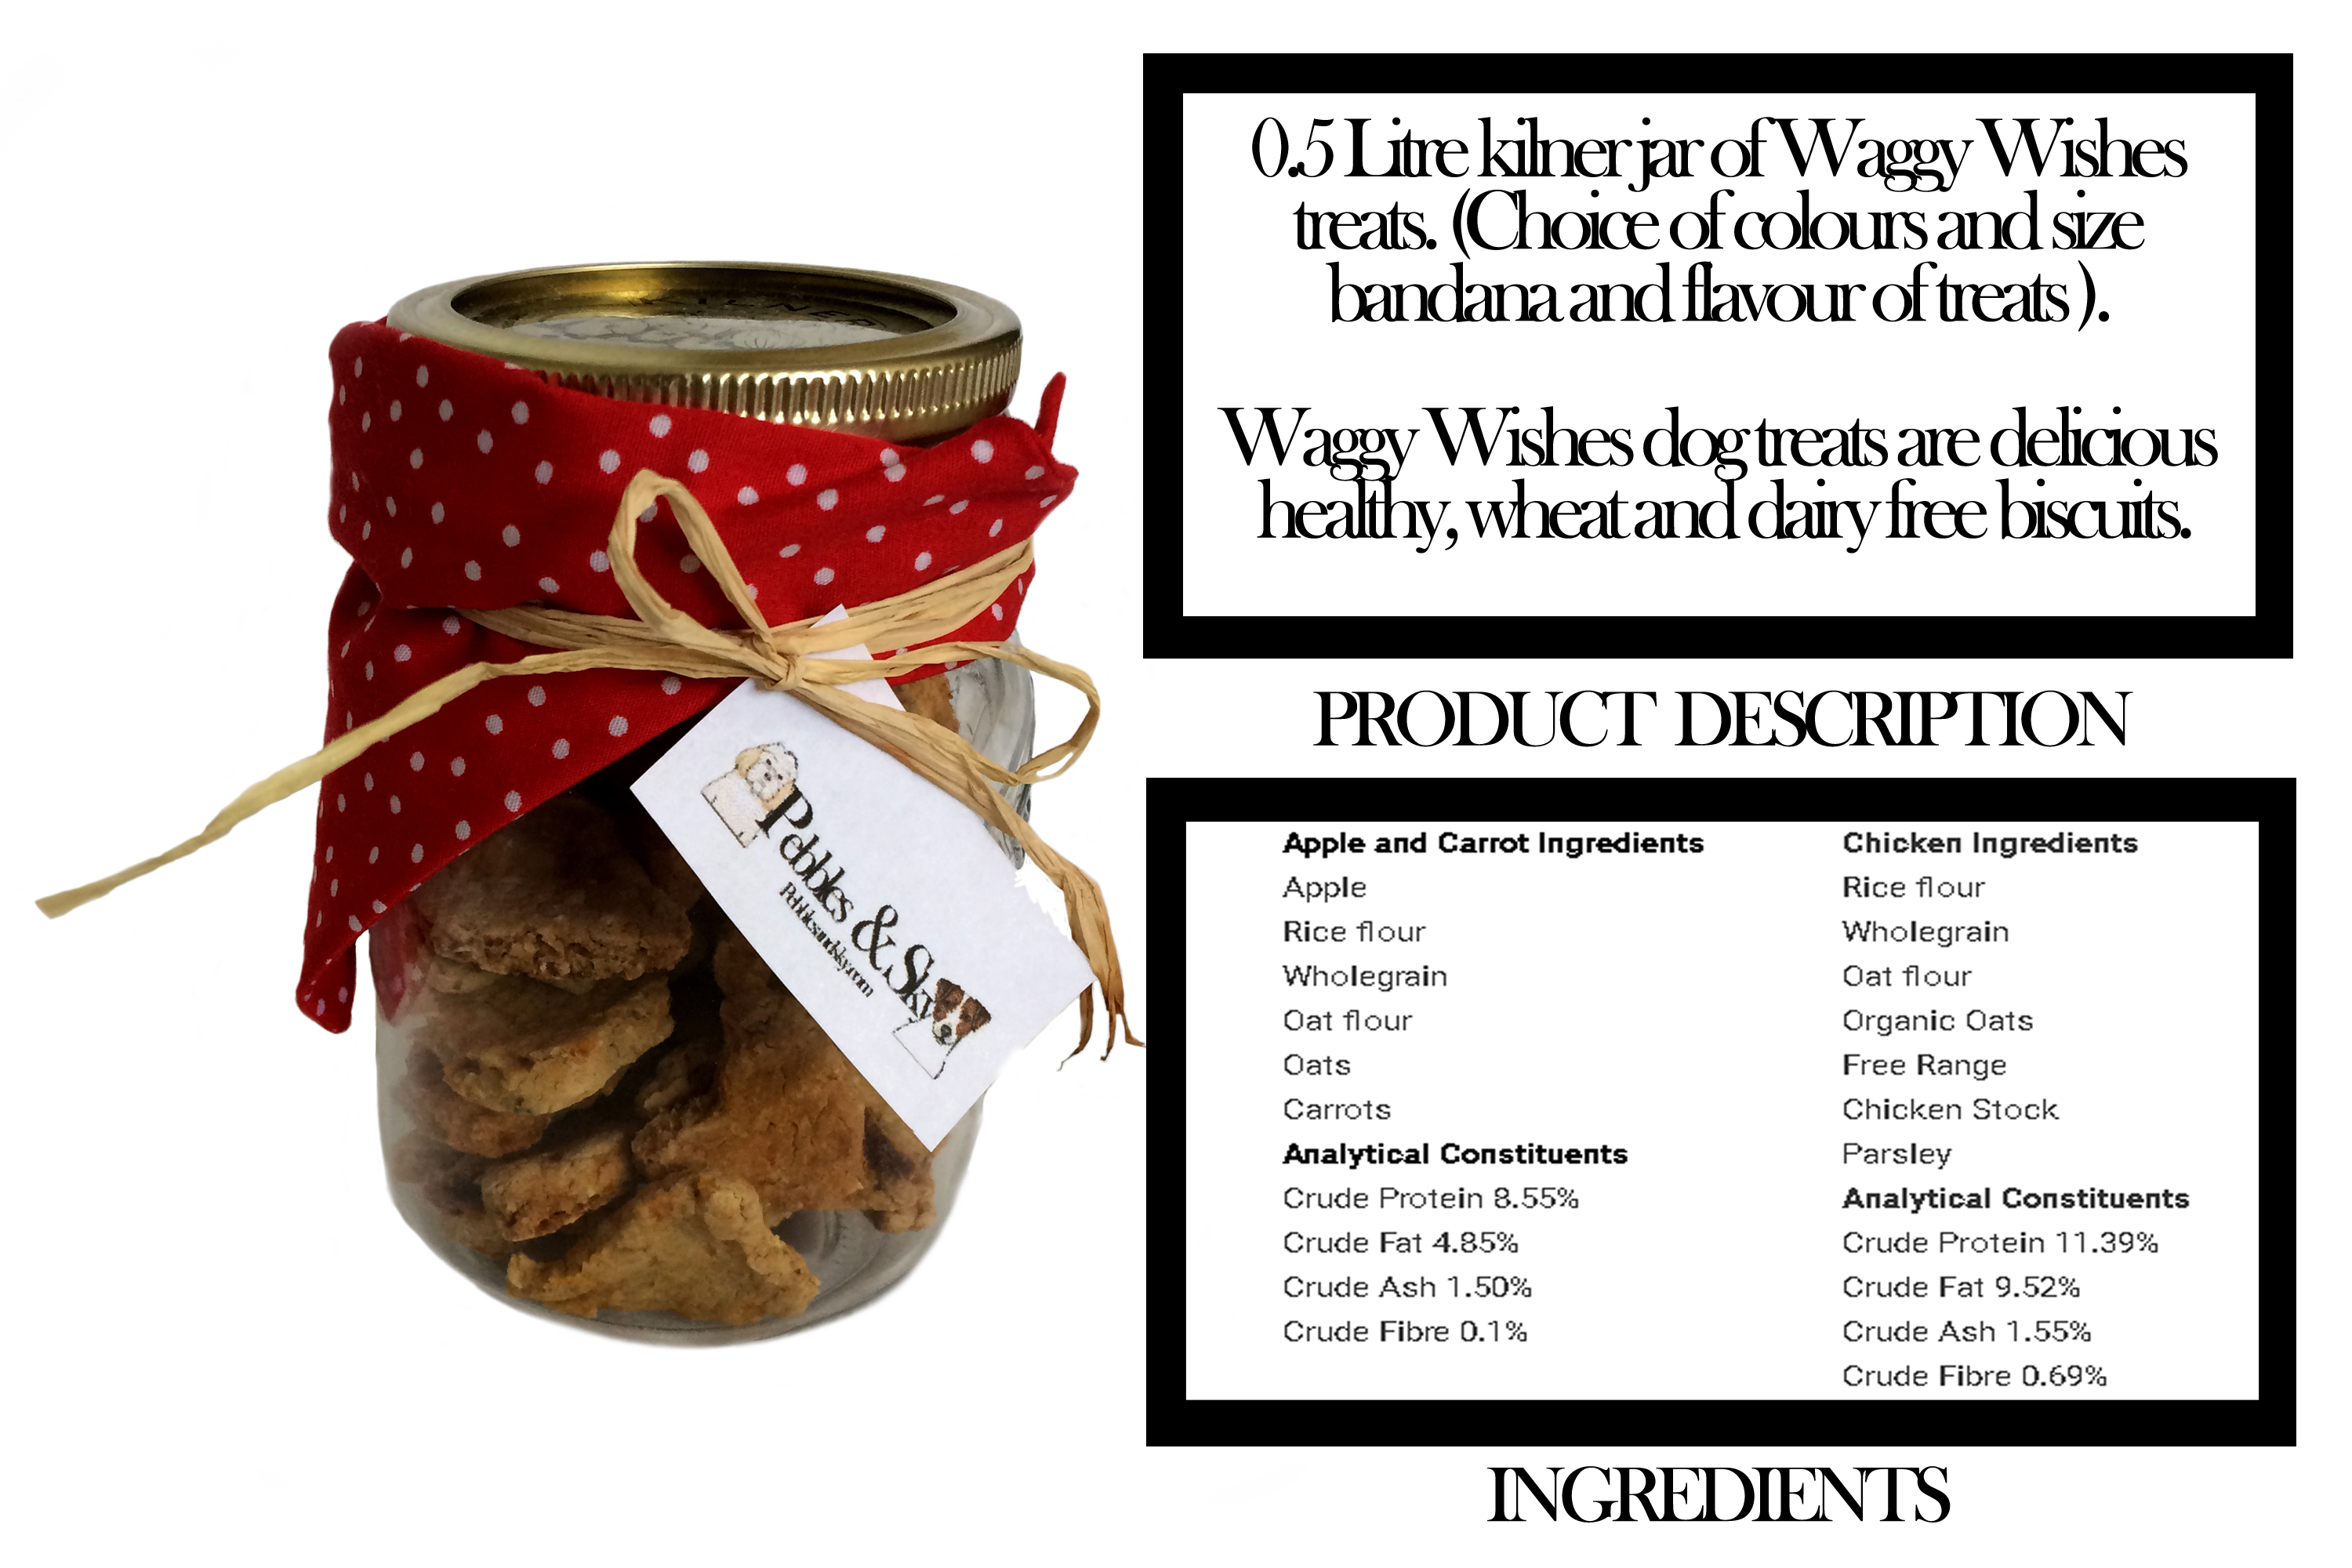 0.5 Litre kilner jar of Waggy Wishes
treats. (Choice of colours and size
bandana and flavour of treats ).
Waggy Wishes dog treats are delicious
healthy, wheat and dairy free biscuits.
PRODUCT DESCRIPTION
KILNER
Pebbles & Sky
Pebblesandsky.com
Apple and Carrot Ingredients
Apple
Rice flour
Wholegrain
Oat flour
Oats
Carrots
Analytical Constituents
Crude Protein 8.55%
Crude Fat 4.85%
Crude Ash 1.50%
Crude Fibre 0.1%
Chicken Ingredients
Rice flour
Wholegrain
Oat flour
Organic Oats
Free Range
Chicken Stock
Parsley
Analytical Constituents
Crude Protein 11.39%
Crude Fat 9.52%
Crude Ash 1.55%
Crude Fibre 0.69%
INGREDIENTS